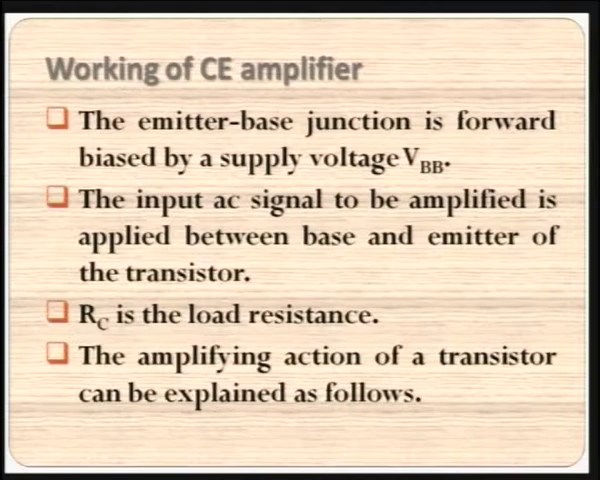 Working of CE amplifier
❑ The emitter-base junction is forward
biased by a supply voltage V_BB.
❑ The input ac signal to be amplified is
applied between base and emitter of
the transistor.
❑ R_C is the load resistance.
❑ The amplifying action of a transistor
can be explained as follows.